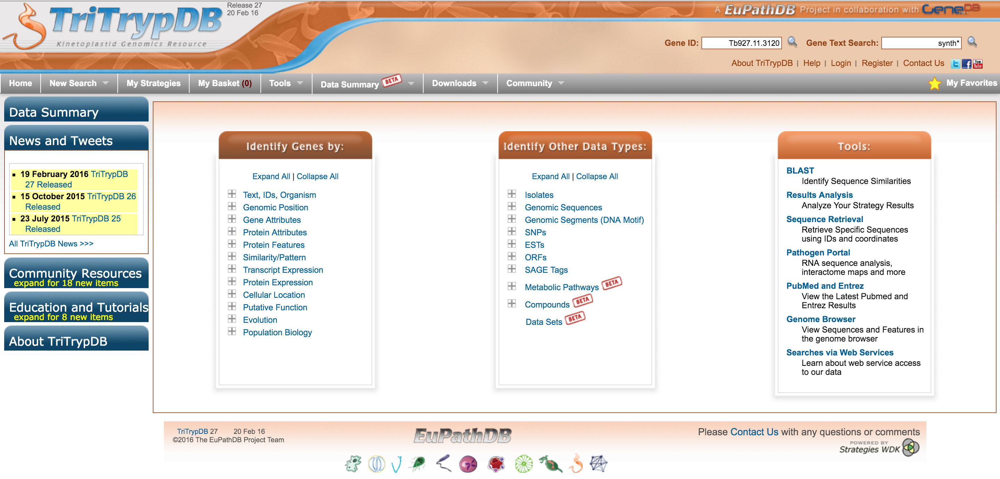 TriTrypDB
Kinetoplastid Genomics Resource
Release 27
20 Feb 16
A EuPathDB Project in collaboration with GeneDB
Gene ID: Tb927.11.3120 Gene Text Search: synth*
About TriTrypDB | Help | Login | Register | Contact Us t f You Tube
Home New Search My Strategies My Basket (0) Tools Data Summary BETA Downloads Community My Favorites
Data Summary
News and Tweets
19 February 2016 TriTrypDB
27 Released
15 October 2015 TriTrypDB 26
Released
23 July 2015 TriTrypDB 25
Released
All TriTrypDB News >>>
Community Resources
expand for 18 new items
Education and Tutorials
expand for 8 new items
About TriTrypDB
Identify Genes by:
Expand All | Collapse All
Text, IDs, Organism
Genomic Position
Gene Attributes
Protein Attributes
Protein Features
Similarity/Pattern
Transcript Expression
Protein Expression
Cellular Location
Putative Function
Evolution
Population Biology
Identify Other Data Types:
Expand All | Collapse All
Isolates
Genomic Sequences
Genomic Segments (DNA Motif)
SNPs
ESTs
ORFs
SAGE Tags
Metabolic Pathways BETA
Compounds BETA
Data Sets BETA
Tools:
BLAST
Identify Sequence Similarities
Results Analysis
Analyze Your Strategy Results
Sequence Retrieval
Retrieve Specific Sequences
using IDs and coordinates
Pathogen Portal
RNA sequence analysis,
interactome maps and more
PubMed and Entrez
View the Latest Pubmed and
Entrez Results
Genome Browser
View Sequences and Features in
the genome browser
Searches via Web Services
Learn about web service access
to our data
TriTrypDB 27 20 Feb 16
©2016 The EuPathDB Project Team
EuPathDB
Please Contact Us with any questions or comments
POWERED BY
Strategies WDK